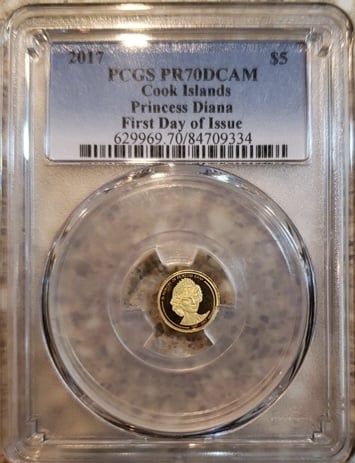 2017 $5
PCGS PR70DCAM
Cook Islands
Princess Diana
First Day of Issue
629969.70/84709334